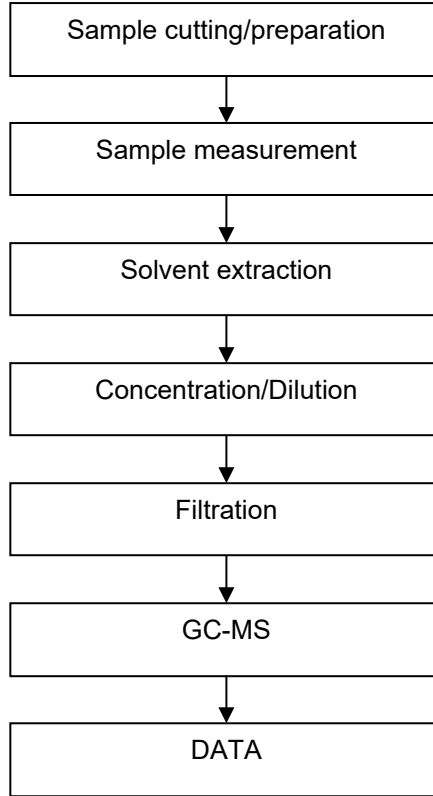 Sample cutting/preparation
Sample measurement
Solvent extraction
Concentration/Dilution
Filtration
GC-MS
DATA